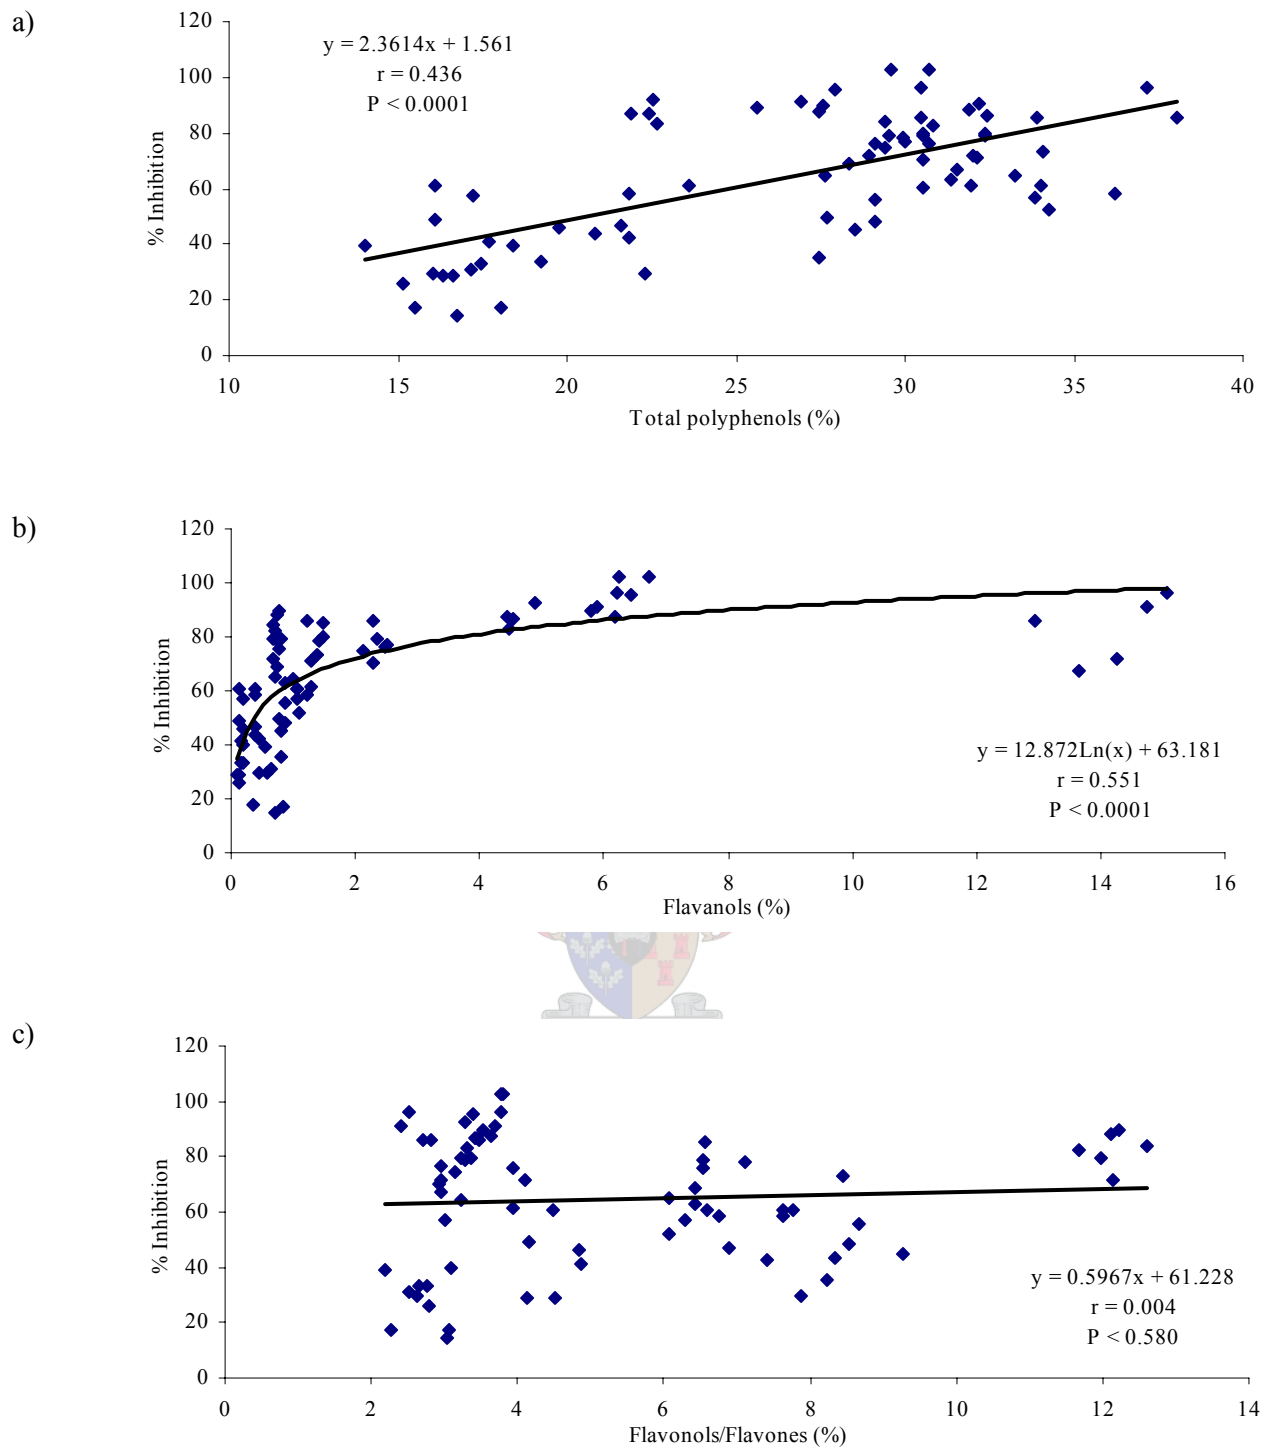 a)
120
100
80
60
40
20
0
% Inhibition
y = 2.3614x + 1.561
r = 0.436
P < 0.0001
10 15 20 25 30 35 40
Total polyphenols (%)
b)
120
100
80
60
40
20
0
% Inhibition
y = 12.872Ln(x) + 63.181
r = 0.551
P < 0.0001
0 2 4 6 8 10 12 14 16
Flavanols (%)
c)
120
100
80
60
40
20
0
% Inhibition
y = 0.5967x + 61.228
r = 0.004
P < 0.580
0 2 4 6 8 10 12 14
Flavonols/Flavones (%)